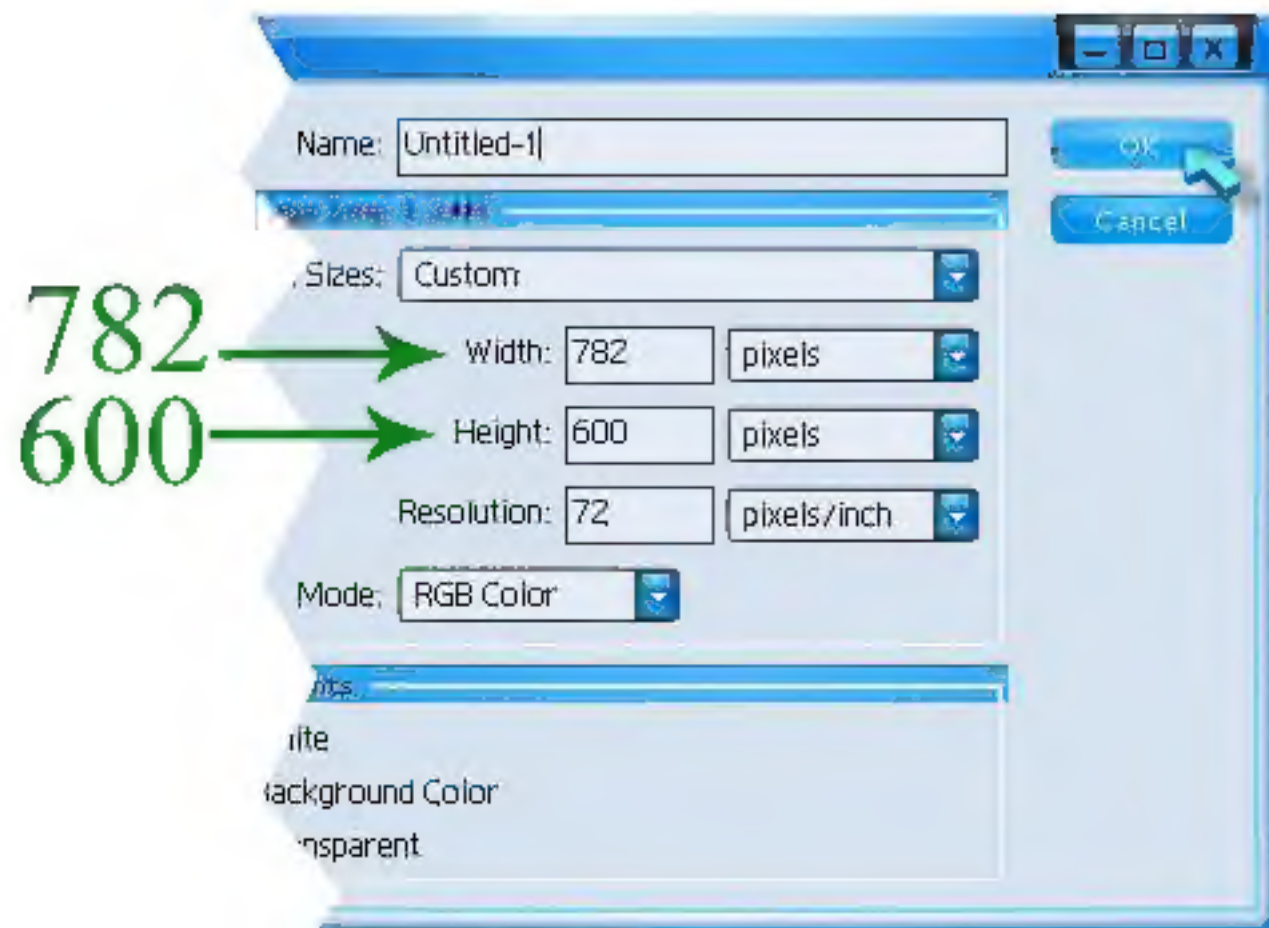 Name: Untitled-1
OK
Cancel
Sizes: Custom
782 Width: 782 pixels
600 Height: 600 pixels
Resolution: 72 pixels/inch
Mode: RGB Color
nts
ite
ackground Color
nsparent